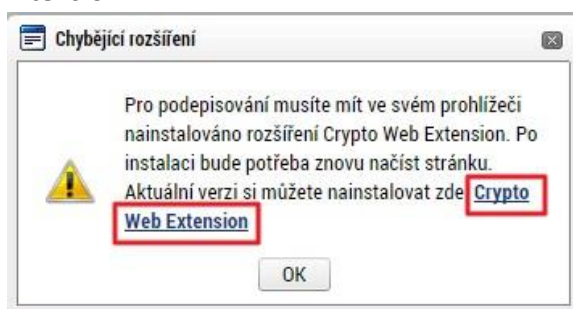 Chybějící rozšíření
Pro podepisování musíte mít ve svém prohlížeči
nainstalováno rozšíření Crypto Web Extension. Po
instalaci bude potřeba znovu načíst stránku.
Aktuální verzi si můžete nainstalovat zde Crypto
Web Extension
OK